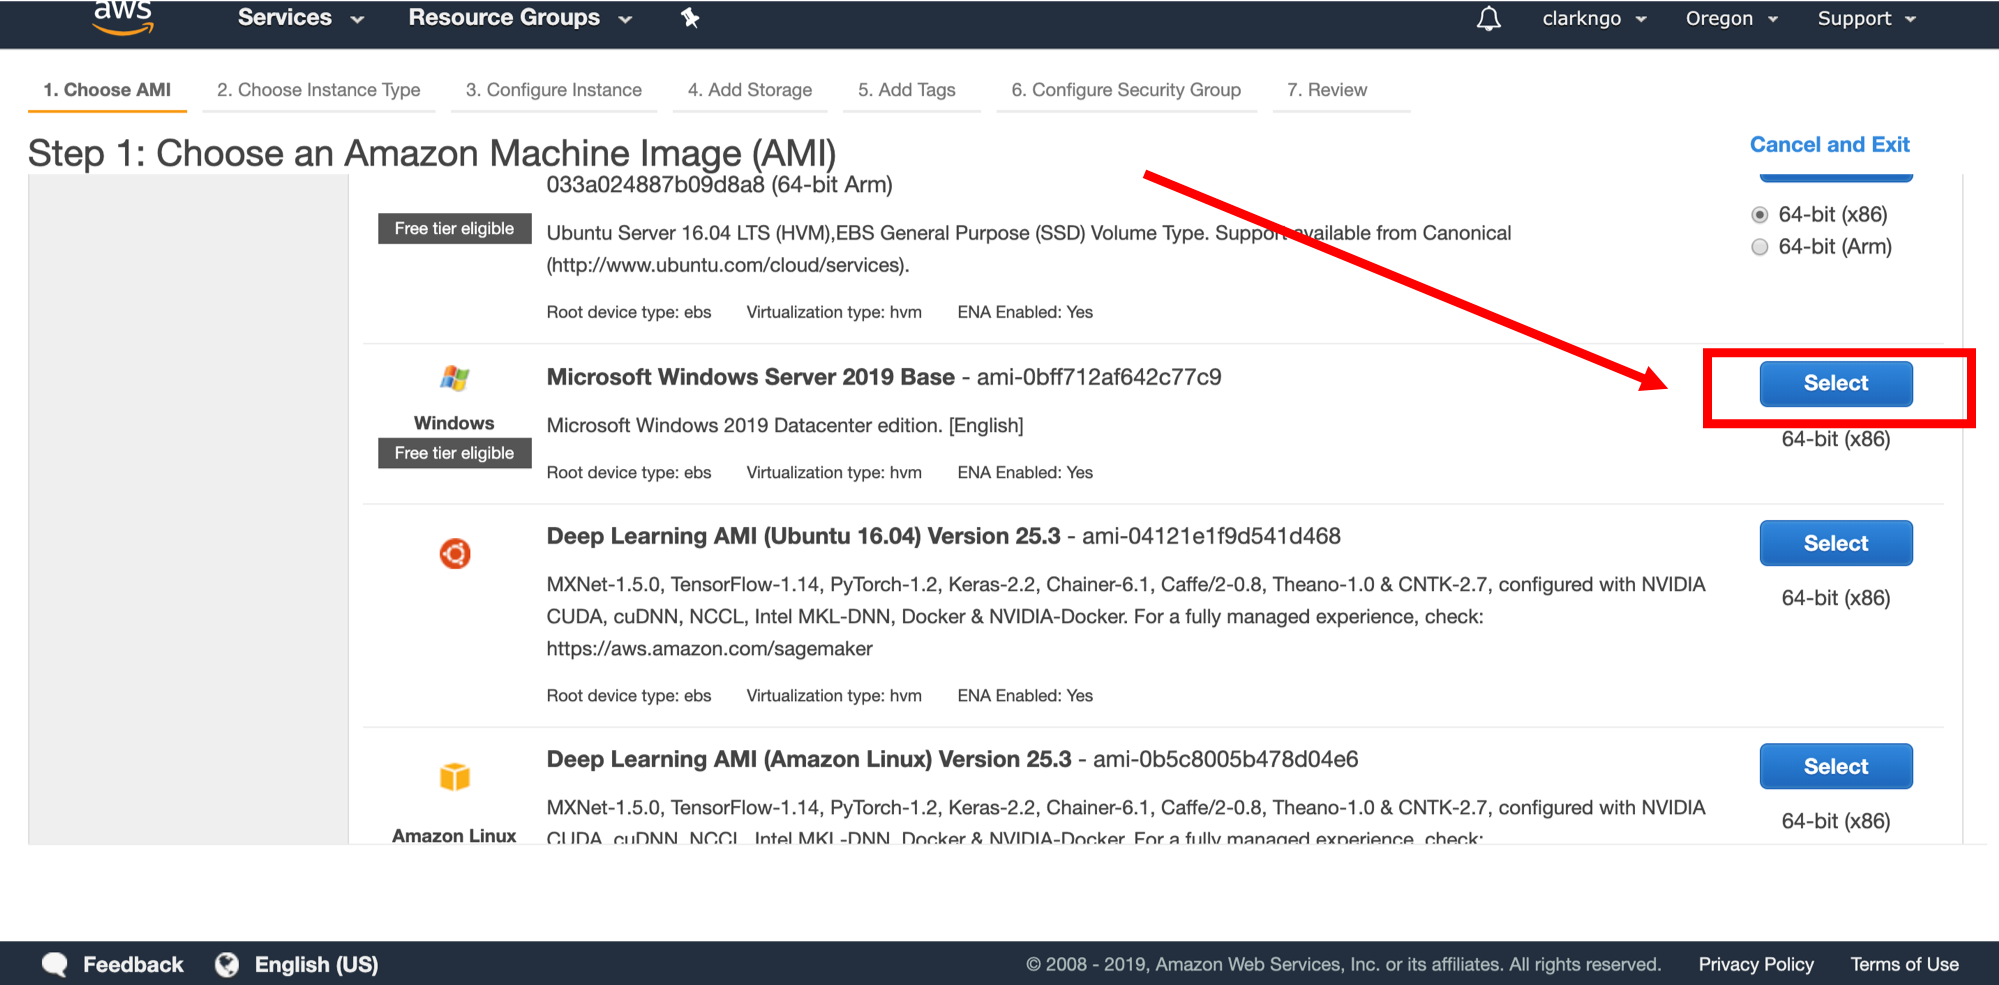 aws Services Resource Groups clarkngo Oregon Support
1. Choose AMI 2. Choose Instance Type 3. Configure Instance 4. Add Storage 5. Add Tags 6. Configure Security Group 7. Review
Step 1: Choose an Amazon Machine Image (AMI)
Cancel and Exit
033a024887b09d8a8 (64-bit Arm)
Free tier eligible
Ubuntu Server 16.04 LTS (HVM),EBS General Purpose (SSD) Volume Type. Support available from Canonical
(http://www.ubuntu.com/cloud/services).
Root device type: ebs Virtualization type: hvm ENA Enabled: Yes
64-bit (x86)
64-bit (Arm)
Windows
Free tier eligible
Microsoft Windows Server 2019 Base - ami-0bff712af642c77c9
Microsoft Windows 2019 Datacenter edition. [English]
Root device type: ebs Virtualization type: hvm ENA Enabled: Yes
Select
64-bit (x86)
Deep Learning AMI (Ubuntu 16.04) Version 25.3 - ami-04121e1f9d541d468
MXNet-1.5.0, TensorFlow-1.14, PyTorch-1.2, Keras-2.2, Chainer-6.1, Caffe/2-0.8, Theano-1.0 & CNTK-2.7, configured with NVIDIA
CUDA, cuDNN, NCCL, Intel MKL-DNN, Docker & NVIDIA-Docker. For a fully managed experience, check:
https://aws.amazon.com/sagemaker
Root device type: ebs Virtualization type: hvm ENA Enabled: Yes
Select
64-bit (x86)
Amazon Linux
Deep Learning AMI (Amazon Linux) Version 25.3 - ami-0b5c8005b478d04e6
MXNet-1.5.0, TensorFlow-1.14, PyTorch-1.2, Keras-2.2, Chainer-6.1, Caffe/2-0.8, Theano-1.0 & CNTK-2.7, configured with NVIDIA
CUDA, cuDNN, NCCL, Intel MKL-DNN, Docker & NVIDIA-Docker. For a fully managed experience, check:
Select
64-bit (x86)
Feedback English (US) © 2008 - 2019, Amazon Web Services, Inc. or its affiliates. All rights reserved. Privacy Policy Terms of Use